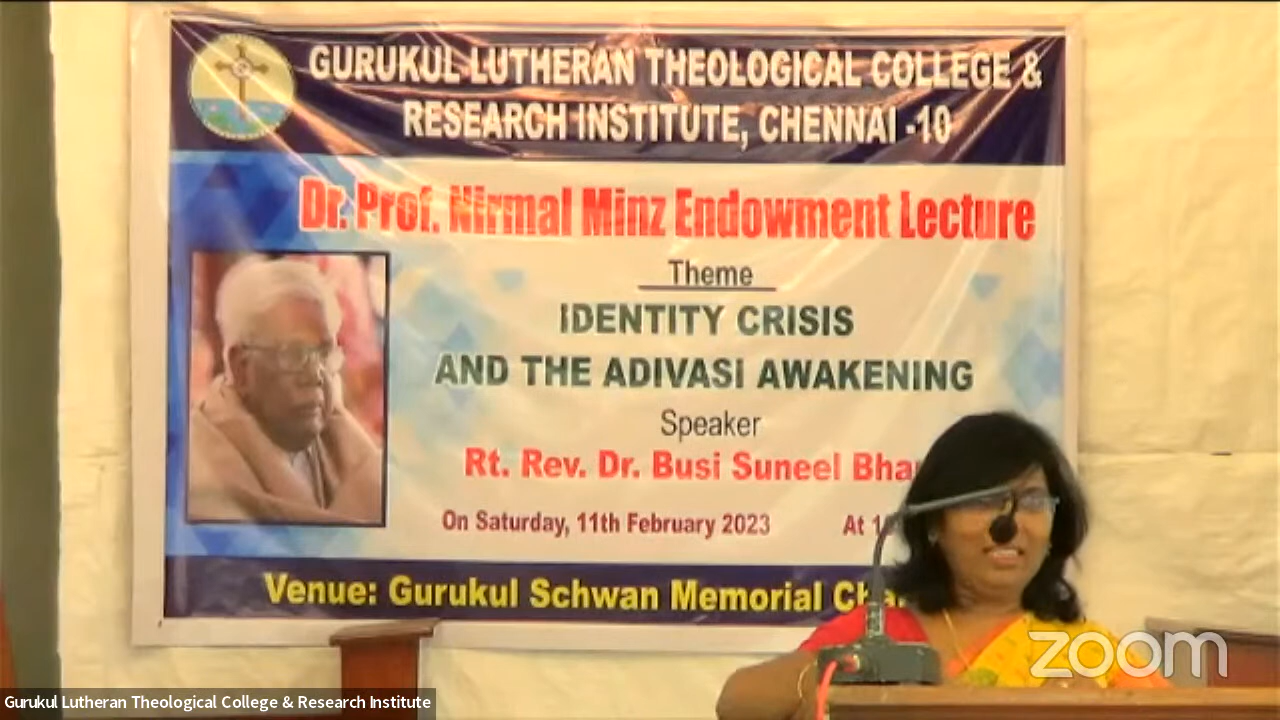 GURUKUL LUTHERAN THEOLOGICAL COLLEGE &
RESEARCH INSTITUTE, CHENNAI -10
Dr. Prof. Nirmal Minz Endowment Lecture
Theme
IDENTITY CRISIS
AND THE ADIVASI AWAKENING
Speaker
Rt. Rev. Dr. Busi Suneel
On Saturday, 11th February 2023 At
Venue: Gurukul Schwan Memorial
zoom
Gurukul Lutheran Theological College & Research Institute